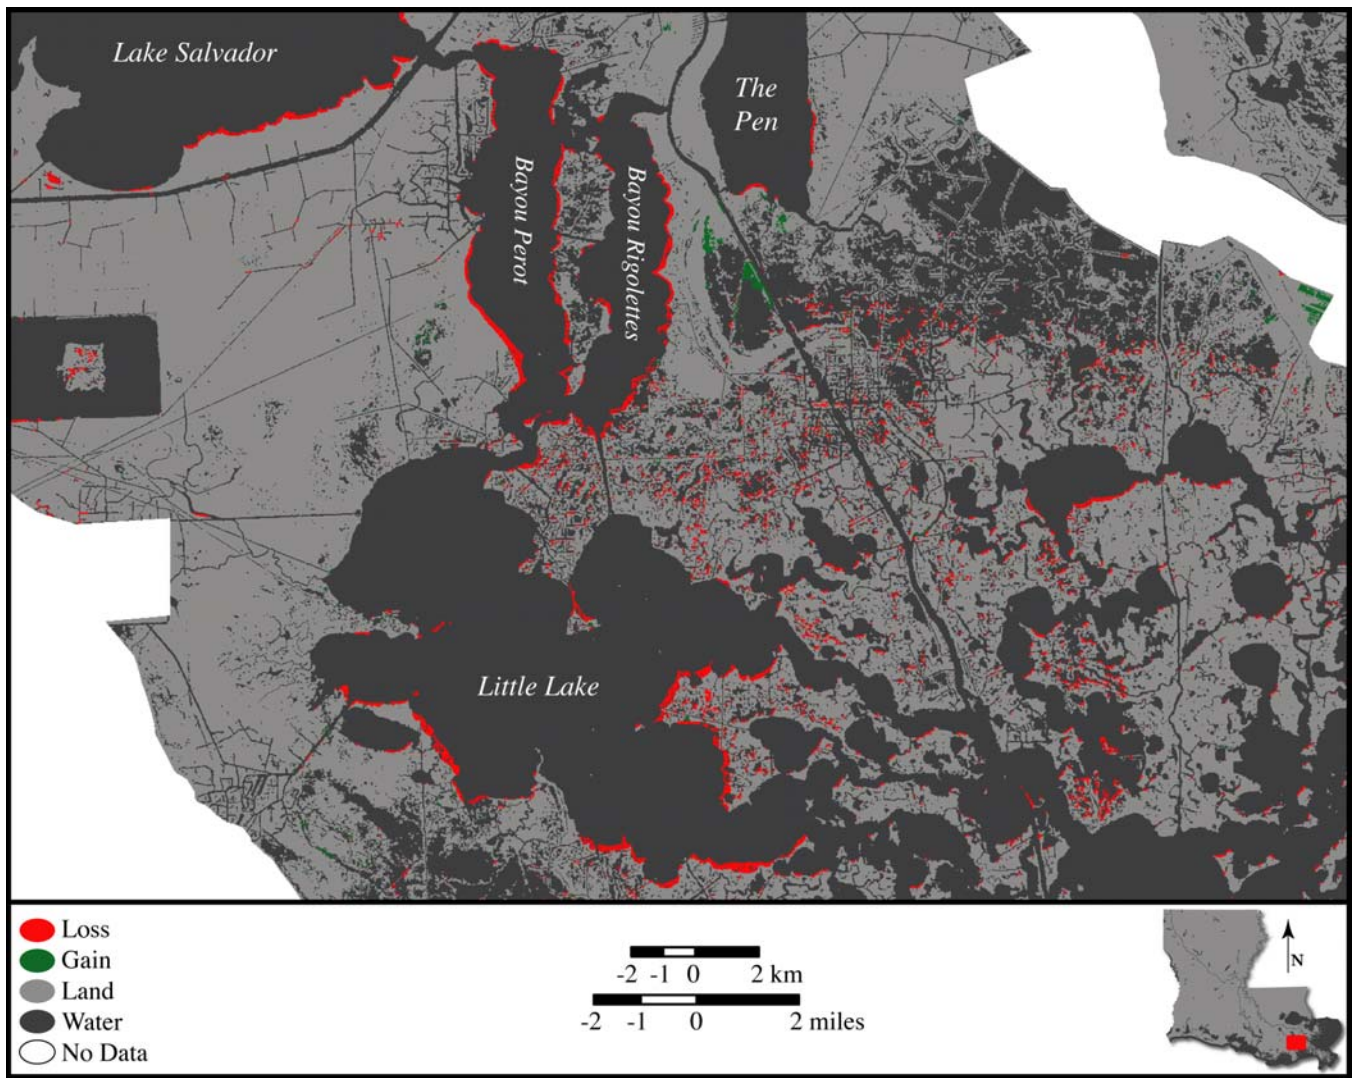 Lake Salvador
The
Pen
Bayou Perot
Bayou Rigolettes
Little Lake
Loss
Gain
Land
Water
No Data
-2 -1 0 2 km
-2 -1 0 2 miles
N